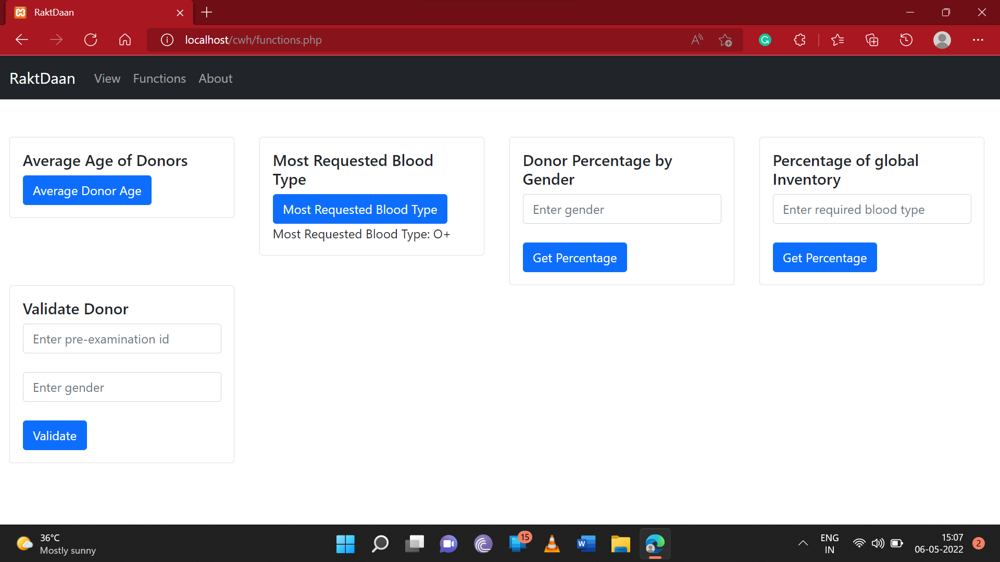 RaktDaan
localhost/cwh/functions.php
RaktDaan View Functions About
Average Age of Donors
Average Donor Age
Most Requested Blood
Type
Most Requested Blood Type
Most Requested Blood Type: O+
Donor Percentage by
Gender
Enter gender
Get Percentage
Percentage of global
Inventory
Enter required blood type
Get Percentage
Validate Donor
Enter pre-examination id
Enter gender
Validate
36°C
Mostly sunny
15
W
ENG
IN
15:07
06-05-2022
2